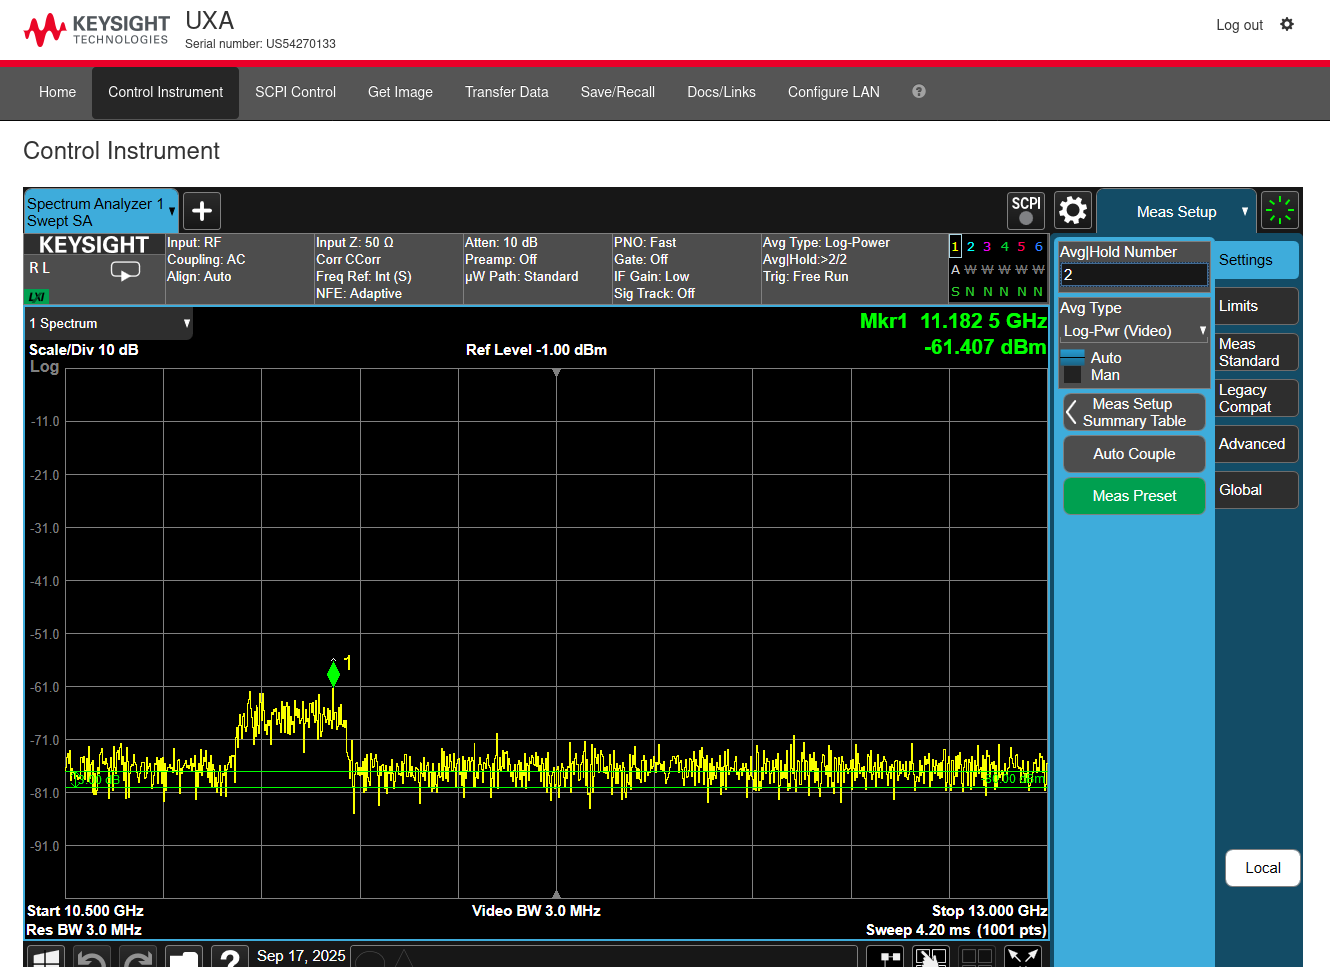 KEYSIGHT
TECHNOLOGIES
UXA
Serial number: US54270133
Log out
Home
Control Instrument
SCPI Control
Get Image
Transfer Data
Save/Recall
Docs/Links
Configure LAN
?
Control Instrument
Spectrum Analyzer 1
Swept SA
SCPI
Meas Setup
KEYSIGHT
R L
LXI
Input: RF
Coupling: AC
Align: Auto
Input Z: 50 Ω
Corr CCorr
Freq Ref: Int (S)
NFE: Adaptive
Atten: 10 dB
Preamp: Off
µW Path: Standard
PNO: Fast
Gate: Off
IF Gain: Low
Sig Track: Off
Avg Type: Log-Power
Avg|Hold:>2/2
Trig: Free Run
1 2 3 4 5 6
A W W W W W
S N N N N N
Avg|Hold Number
2
Avg Type
Log-Pwr (Video)
Auto
Man
Meas Setup
Summary Table
Auto Couple
Meas Preset
Settings
Limits
Meas
Standard
Legacy
Compat
Advanced
Global
Local
1 Spectrum
Mkr1 11.182 5 GHz
-61.407 dBm
Scale/Div 10 dB
Ref Level -1.00 dBm
Log
-11.0
-21.0
-31.0
-41.0
-51.0
-61.0
-71.0
-81.0
-91.0
1
Start 10.500 GHz
Video BW 3.0 MHz
Stop 13.000 GHz
Res BW 3.0 MHz
Sweep 4.20 ms (1001 pts)
?
Sep 17, 2025